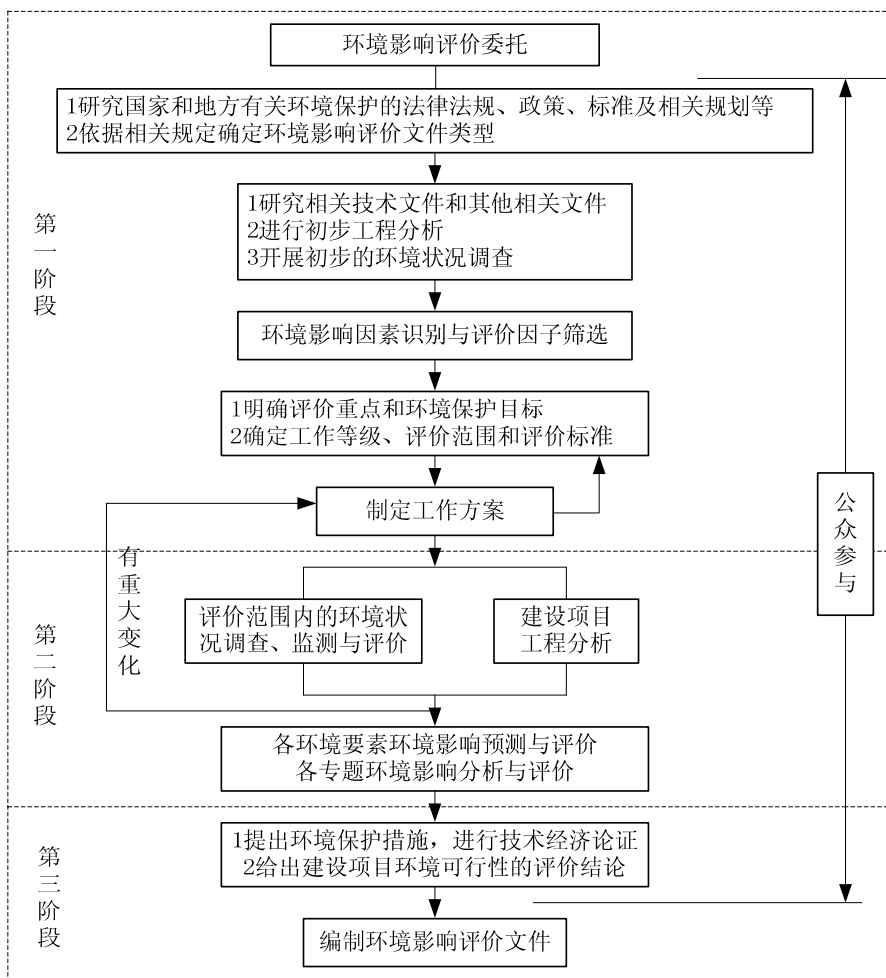 环境影响评价委托
1研究国家和地方有关环境保护的法律法规、政策、标准及相关规划等
2依据相关规定确定环境影响评价文件类型
1研究相关技术文件和其他相关文件
2进行初步工程分析
3开展初步的环境状况调查
第一阶段
环境影响因素识别与评价因子筛选
1明确评价重点和环境保护目标
2确定工作等级、评价范围和评价标准
制定工作方案
公众参与
有重大变化
评价范围内的环境状
况调查、监测与评价
建设项目
工程分析
第二阶段
各环境要素环境影响预测与评价
各专题环境影响分析与评价
1提出环境保护措施，进行技术经济论证
2给出建设项目环境可行性的评价结论
第三阶段
编制环境影响评价文件